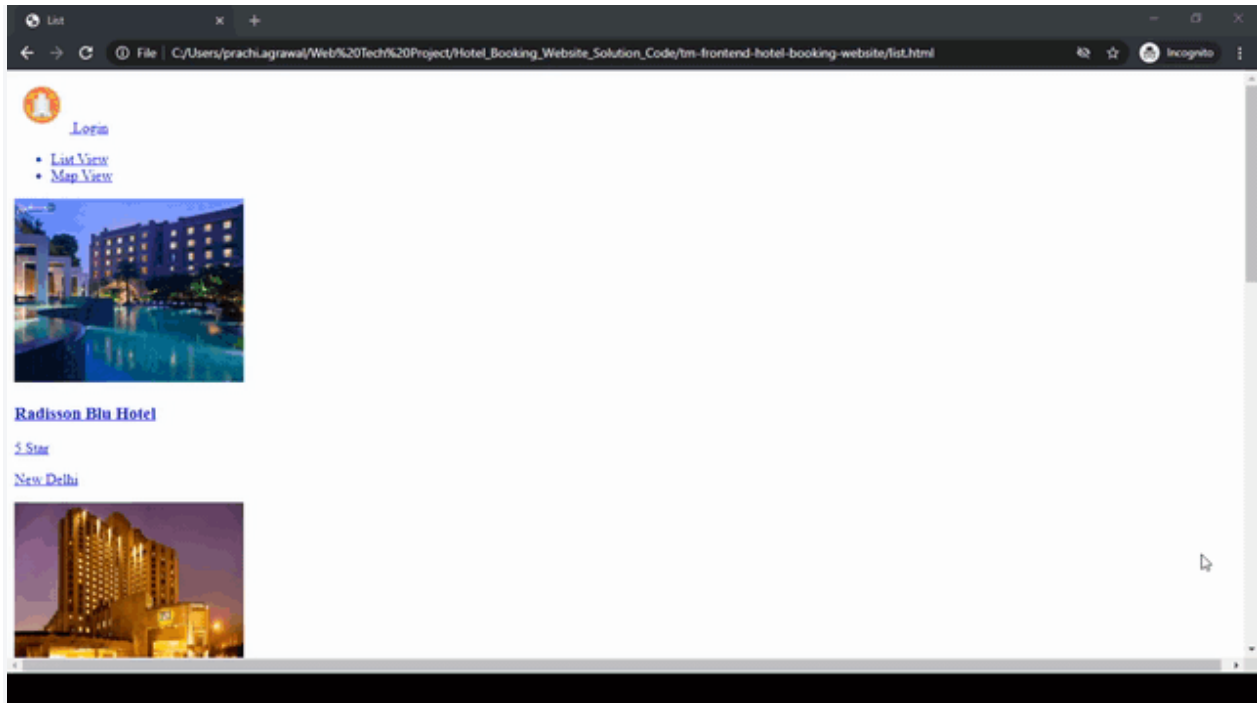 List
File C:/Users/prachi.agrawal/Web%20Tech%20Project/Hotel_Booking_Website_Solution_Code/tm-frontend-hotel-booking-website/list.html Incognito
Login
List View
Map View
Radisson Blu Hotel
5 Star
New Delhi